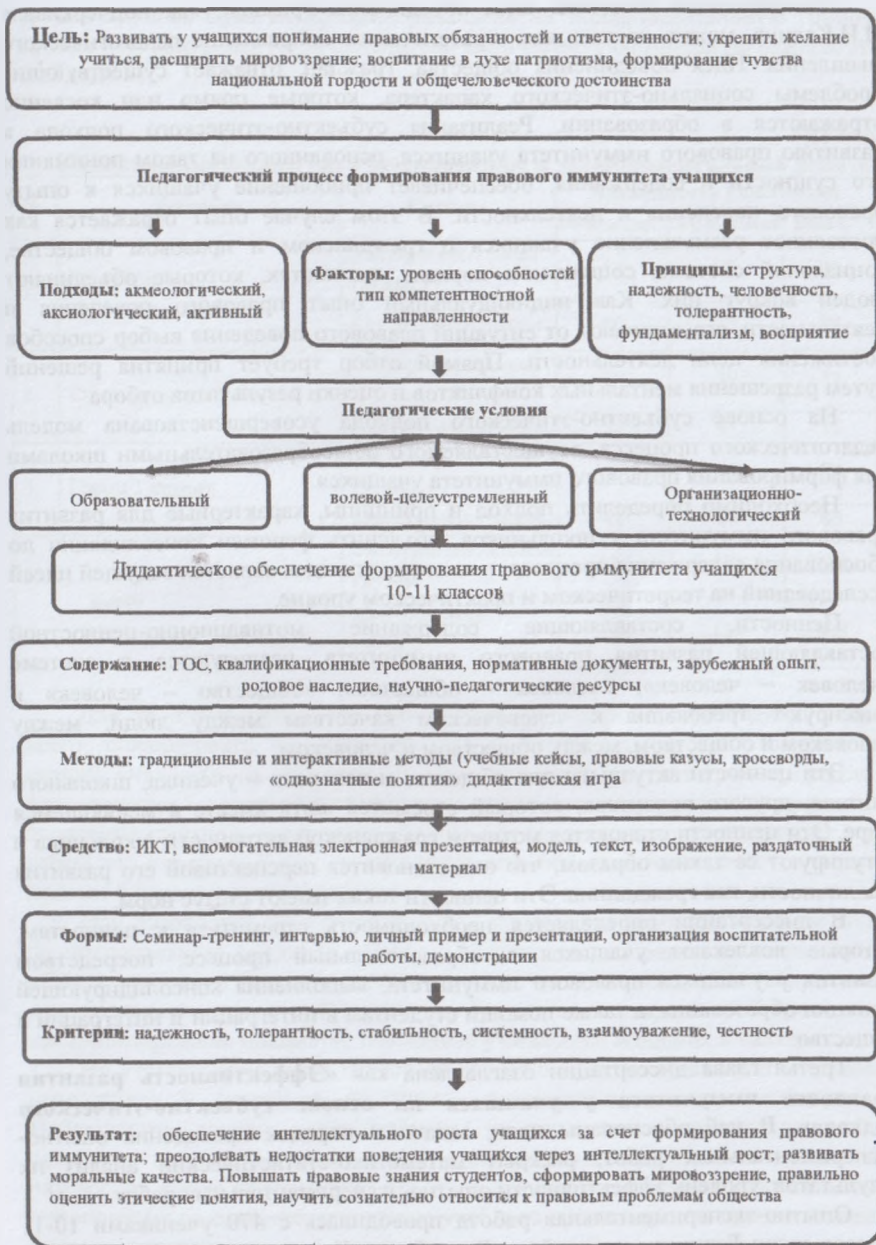 Цель: Развивать у учащихся понимание правовых обязанностей и ответственности; укреплять желание
учиться, расширить мировоззрение; воспитание в духе патриотизма, формирование чувства
национальной гордости и общечеловеческого достоинства
Педагогический процесс формирования правового иммунитета учащихся
Подход: акмеологический,
аксиологический, активный
Факторы: уровень способностей
тип компетентностной
направленности
Принципы: структура,
надежность, человечность,
толерантность,
фундаментализм, восприятие
Педагогические условия
Образовательный
волевой-целеустремленный
Организационно-
технологический
Дидактическое обеспечение формирования правового иммунитета учащихся
10-11 классов
Содержание: ГОС, квалификационные требования, нормативные документы, зарубежный опыт,
родовое наследие, научно-педагогические ресурсы
Методы: традиционные и интерактивные методы (учебные кейсы, правовые казусы, кроссворды,
«однозначные понятия»), дидактическая игра
Средство: ИКТ, вспомогательная электронная презентация, модель, текст, изображение, раздаточный
материал
Формы: Семинар-тренинг, интервью, личный пример и презентации, организация воспитательной
работы, демонстрации
Критерии: надежность, толерантность, стабильность, системность, взаимоуважение, честность
Результат: обеспечение интеллектуального роста учащихся за счет формирования правового
иммунитета; преодолевать недостатки поведения учащихся через интеллектуальный рост; развивать
моральные качества. Повышать правовые знания студентов, сформировать мировоззрение, правильно
оценить этические понятия, научить сознательно относится к правовым проблемам общества